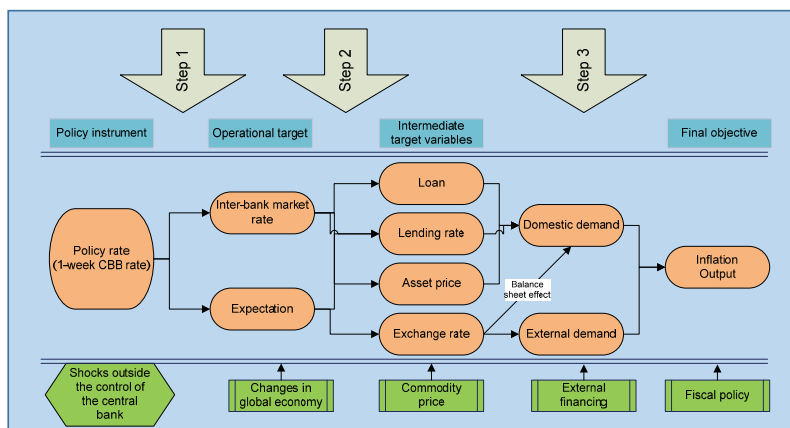 Step 1
Step 2
Step 3
Policy instrument
Operational target
Intermediate
target variables
Final objective
Policy rate
(1-week CBB rate)
Inter-bank market
rate
Expectation
Loan
Lending rate
Asset price
Exchange rate
Domestic demand
Balance
sheet effect
External demand
Inflation
Output
Shocks outside
the control of
the central
bank
Changes in
global economy
Commodity
price
External
financing
Fiscal policy